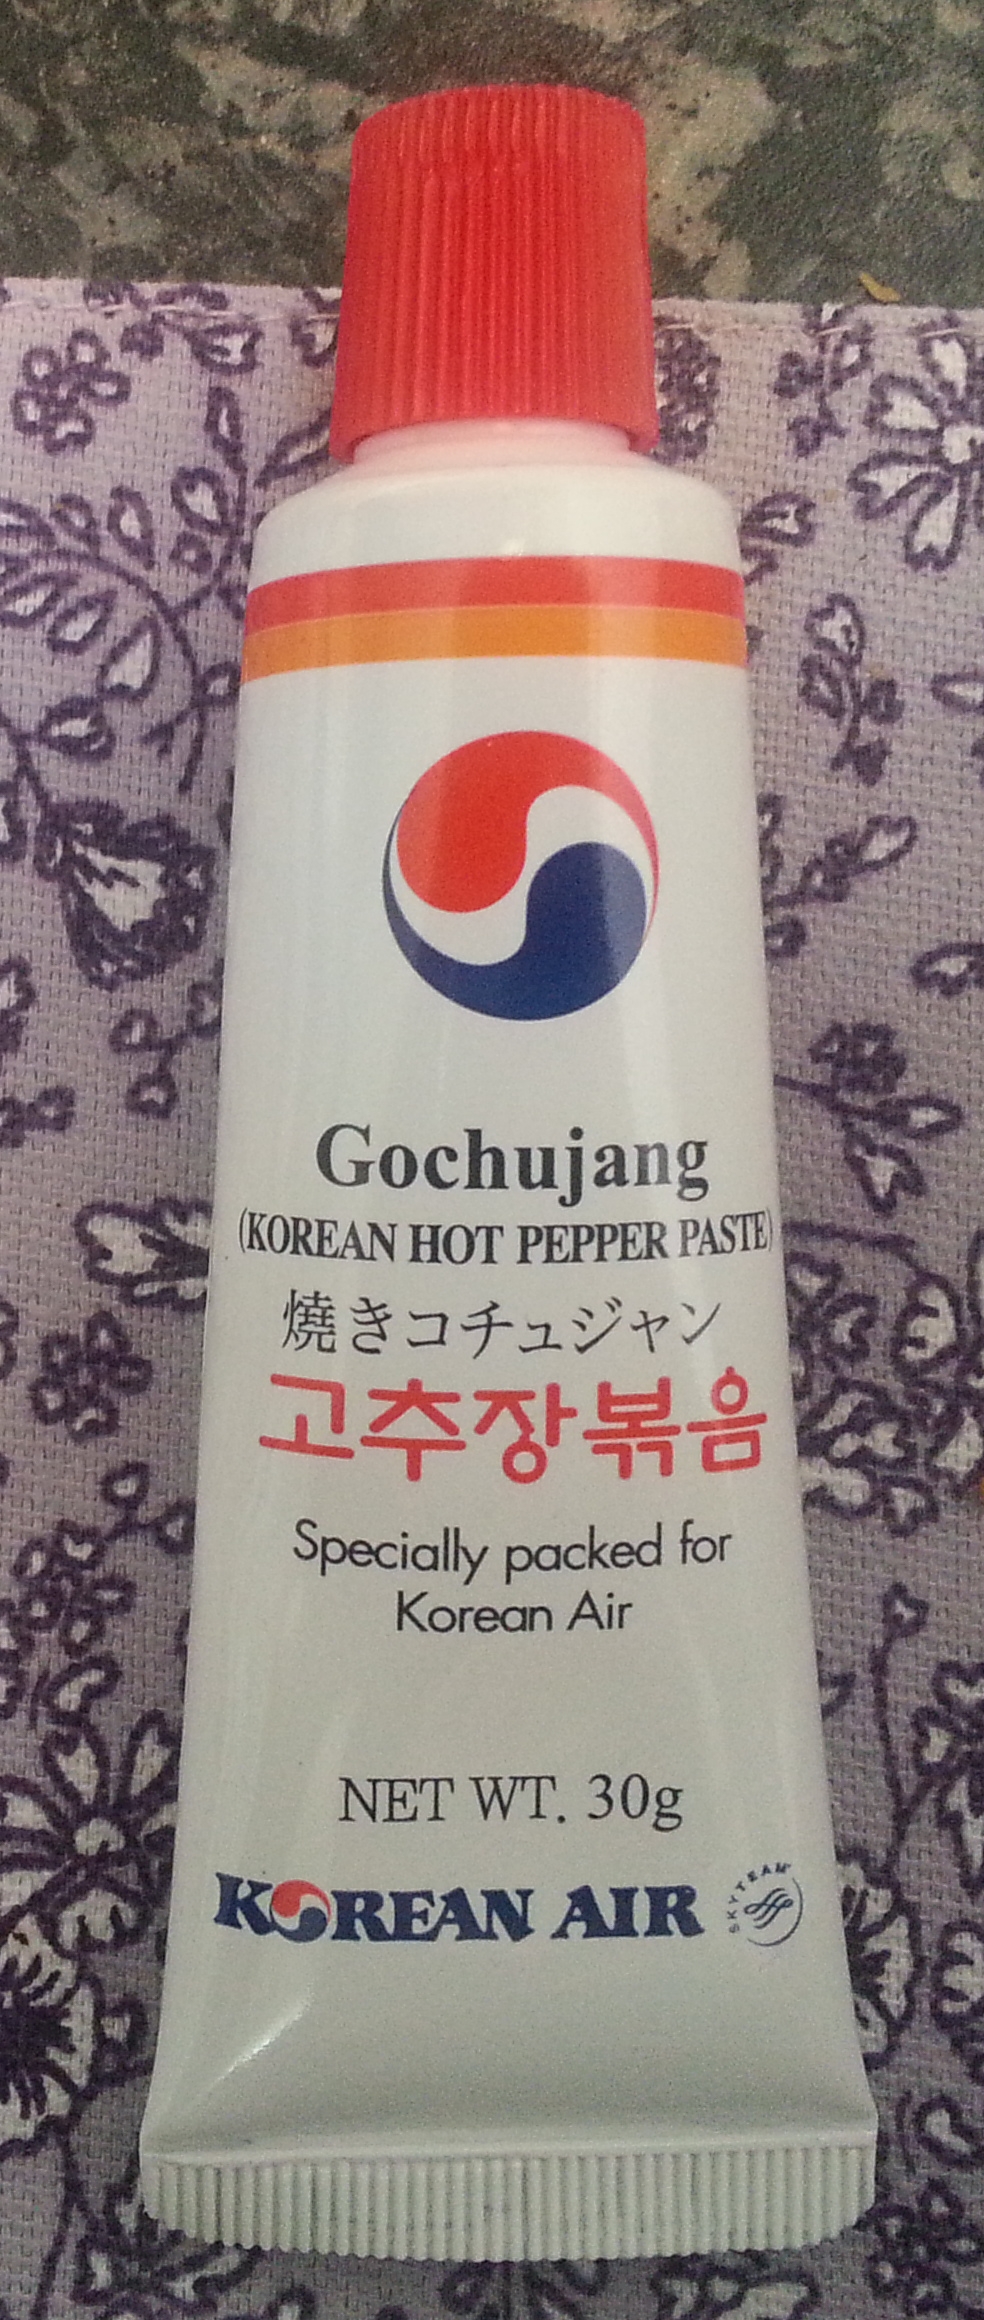 Gochujang
(KOREAN HOT PEPPER PASTE)
焼きコチュジャン
고추장볶음
Specially packed for
Korean Air
NET WT. 30g
KOREAN AIR SKYTEAM